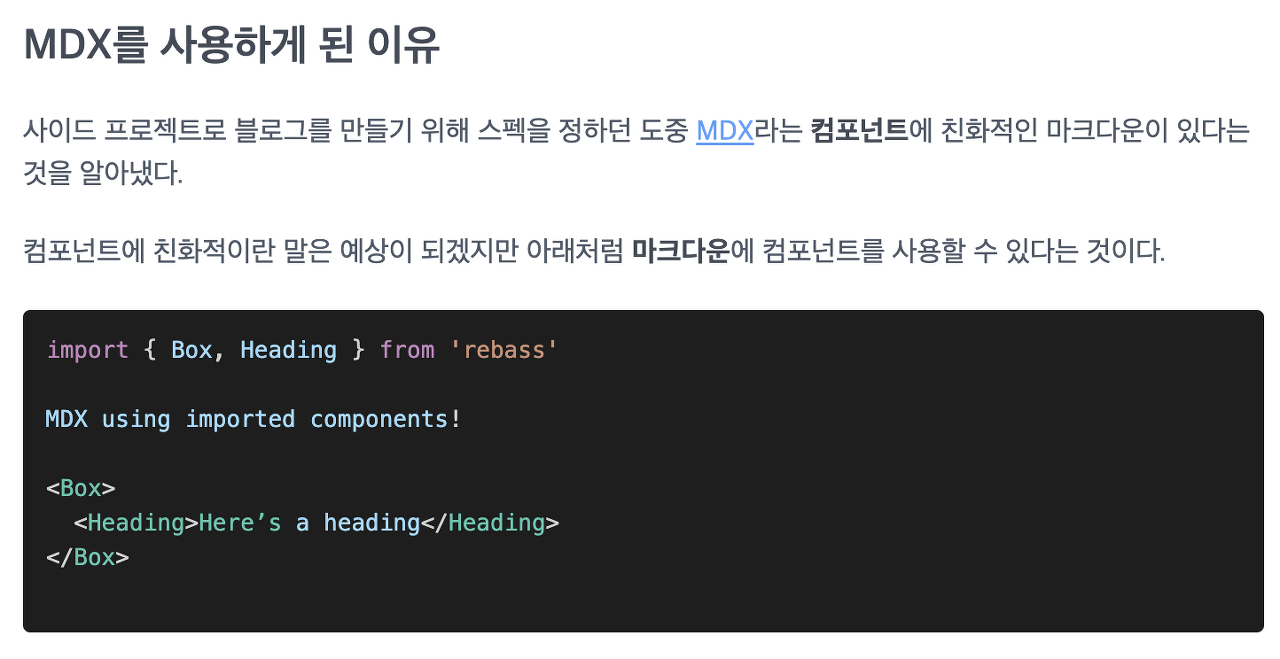 MDX를 사용하게 된 이유
사이드 프로젝트로 블로그를 만들기 위해 스펙을 정하던 도중 MDX라는 컴포넌트에 친화적인 마크다운이 있다는
것을 알아냈다.
컴포넌트에 친화적이란 말은 예상이 되겠지만 아래처럼 마크다운에 컴포넌트를 사용할 수 있다는 것이다.
import { Box, Heading } from 'rebass'
MDX using imported components!
<Box>
  <Heading>Here’s a heading</Heading>
</Box>